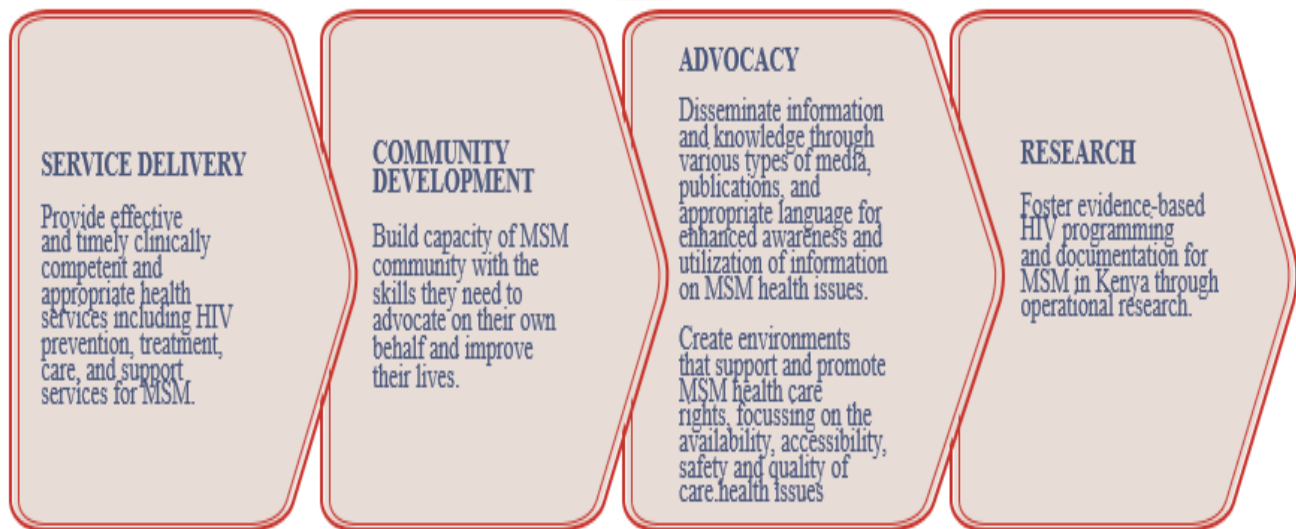 SERVICE DELIVERY
Provide effective
and timely clinically
competent and
appropriate health
services including HIV
prevention, treatment,
care, and support
services for MSM.
COMMUNITY
DEVELOPMENT
Build capacity of MSM
community with the
skills they need to
advocate on their own
behalf and improve
their lives.
ADVOCACY
Disseminate information
and knowledge through
various types of media,
publications, and
appropriate language for
enhanced awareness and
utilization of information
on MSM health issues.
Create environments
that support and promote
MSM health care
rights, focussing on the
availability, accessibility,
safety and quality of
care.health issues
RESEARCH
Foster evidence-based
HIV programming
and documentation for
MSM in Kenya through
operational research.